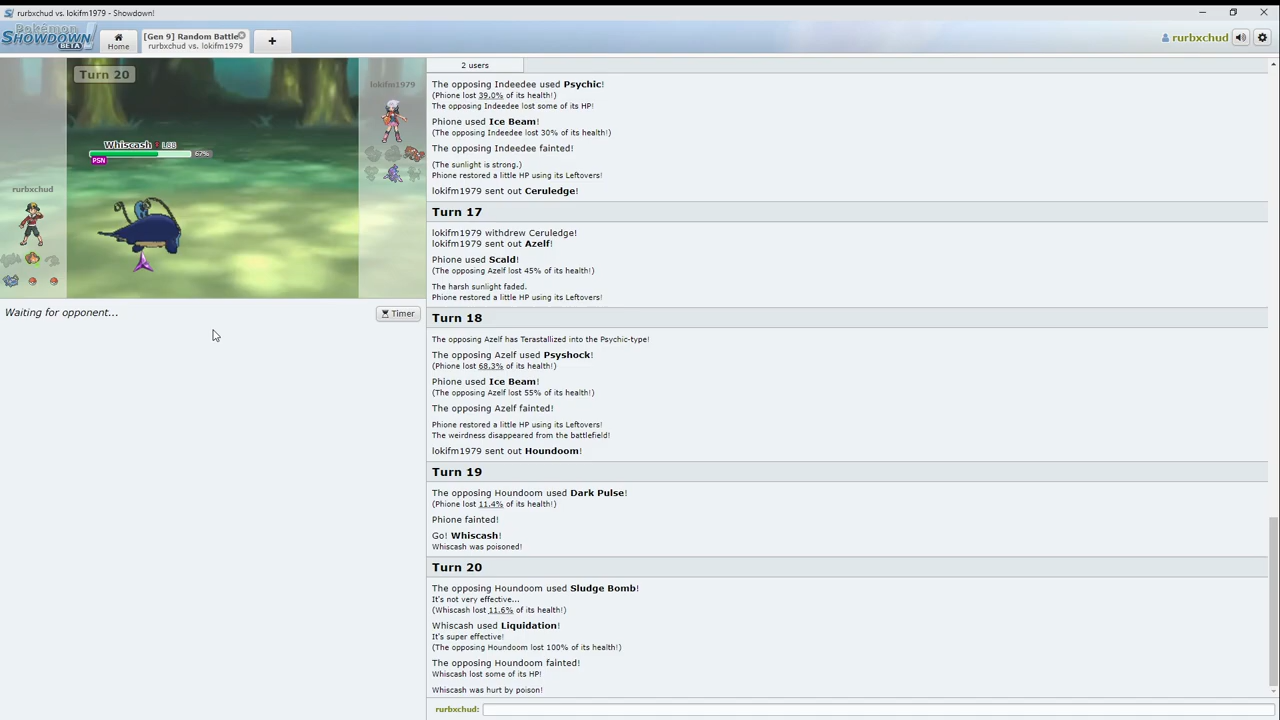 rurbxchud vs. lokifm1979 - Showdown!
Pokémon
SHOWDOWN
BETA
Home
[Gen 9] Random Battle
rurbxchud vs. lokifm1979
+
rurbxchud
Turn 20
lokifm1979
Whiscash L88
PSN
67%
rurbxchud
Waiting for opponent...
Timer
2 users
The opposing Indeedee used Psychic!
(Phione lost 39.0% of its health!)
The opposing Indeedee lost some of its HP!
Phione used Ice Beam!
(The opposing Indeedee lost 30% of its health!)
The opposing Indeedee fainted!
(The sunlight is strong.)
Phione restored a little HP using its Leftovers!
lokifm1979 sent out Ceruledge!
Turn 17
lokifm1979 withdrew Ceruledge!
lokifm1979 sent out Azelf!
Phione used Scald!
(The opposing Azelf lost 45% of its health!)
The harsh sunlight faded.
Phione restored a little HP using its Leftovers!
Turn 18
The opposing Azelf has Terastallized into the Psychic-type!
The opposing Azelf used Psyshock!
(Phione lost 68.3% of its health!)
Phione used Ice Beam!
(The opposing Azelf lost 55% of its health!)
The opposing Azelf fainted!
Phione restored a little HP using its Leftovers!
The weirdness disappeared from the battlefield!
lokifm1979 sent out Houndoom!
Turn 19
The opposing Houndoom used Dark Pulse!
(Phione lost 11.4% of its health!)
Phione fainted!
Go! Whiscash!
Whiscash was poisoned!
Turn 20
The opposing Houndoom used Sludge Bomb!
It's not very effective...
(Whiscash lost 11.6% of its health!)
Whiscash used Liquidation!
It's super effective!
(The opposing Houndoom lost 100% of its health!)
The opposing Houndoom fainted!
Whiscash lost some of its HP!
Whiscash was hurt by poison!
rurbxchud: